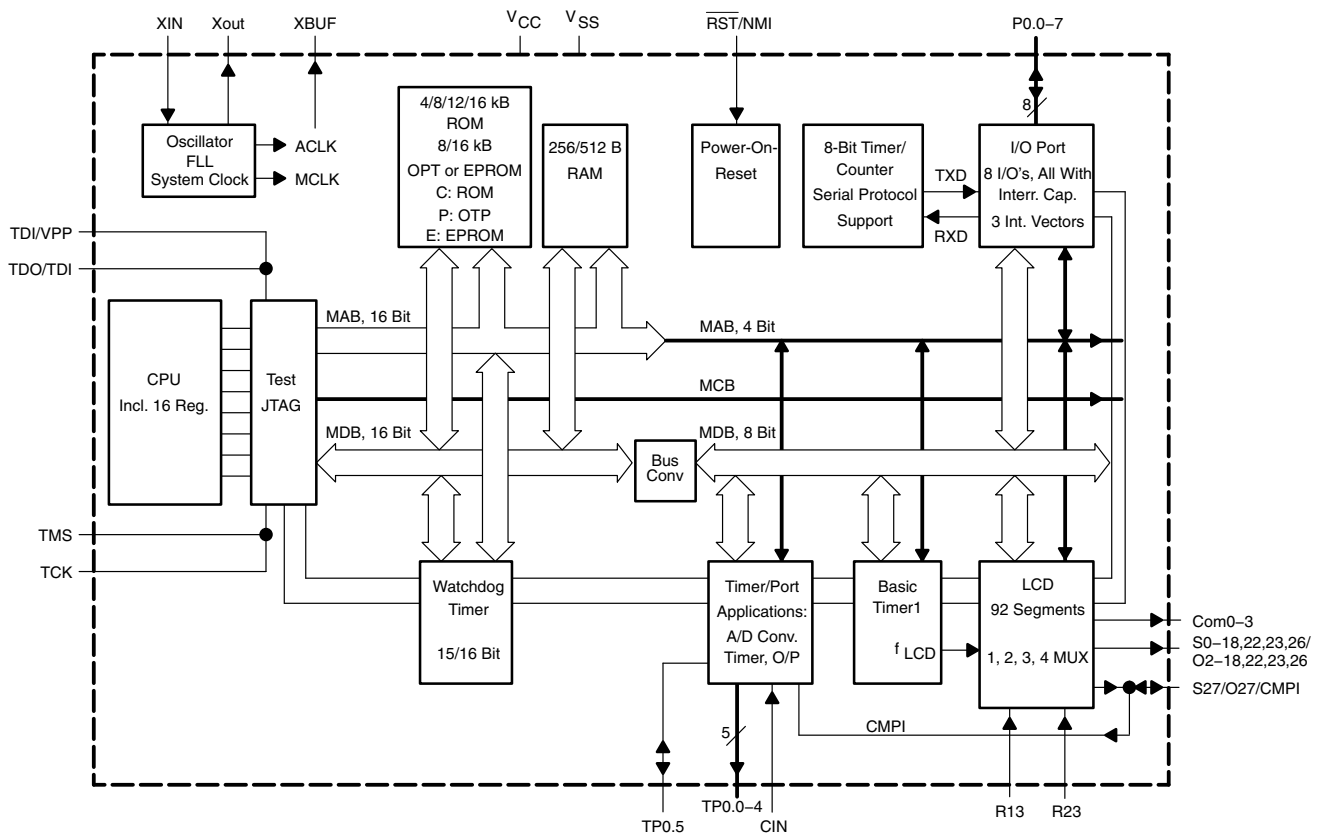 XIN
Xout
XBUF
VCC
VSS
RST/NMI
P0.0–7
8
Oscillator
FLL
System Clock
ACLK
MCLK
4/8/12/16 kB
ROM
8/16 kB
OPT or EPROM
C: ROM
P: OTP
E: EPROM
256/512 B
RAM
Power-On-
Reset
8-Bit Timer/
Counter
Serial Protocol
Support
TXD
RXD
I/O Port
8 I/O's, All With
Interr. Cap.
3 Int. Vectors
TDI/VPP
TDO/TDI
CPU
Incl. 16 Reg.
Test
JTAG
MAB, 16 Bit
MAB, 4 Bit
MCB
MDB, 16 Bit
Bus
Conv
MDB, 8 Bit
TMS
TCK
Watchdog
Timer
15/16 Bit
Timer/Port
Applications:
A/D Conv.
Timer, O/P
Basic
Timer1
f LCD
LCD
92 Segments
1, 2, 3, 4 MUX
Com0–3
S0–18,22,23,26/
O2–18,22,23,26
S27/O27/CMPI
CMPI
5
TP0.5
TP0.0–4
CIN
R13
R23